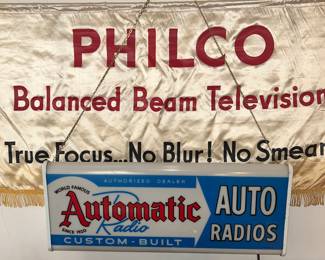 PHILCO
Balanced Beam Television
True Focus...No Blur! No Smear
AUTHORIZED DEALER
WORLD FAMOUS
Automatic
Radio
SINCE 1920
CUSTOM-BUILT
AUTO
RADIOS